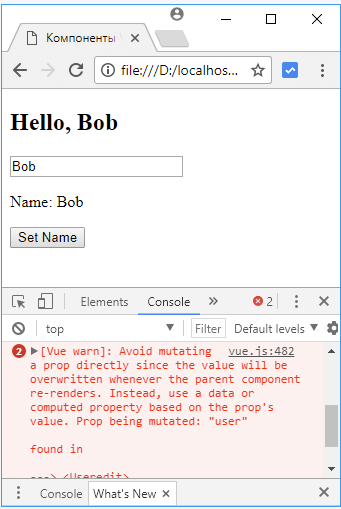 Компоненты
file:///D:/localhos...
Hello, Bob
Bob
Name: Bob
Set Name
Elements
Console
2
top
Filter
Default levels
2
[Vue warn]: Avoid mutating vue.js:482
a prop directly since the value will be
overwritten whenever the parent component
re-renders. Instead, use a data or
computed property based on the prop's
value. Prop being mutated: "user"
found in
---> <Useredit>
Console
What's New